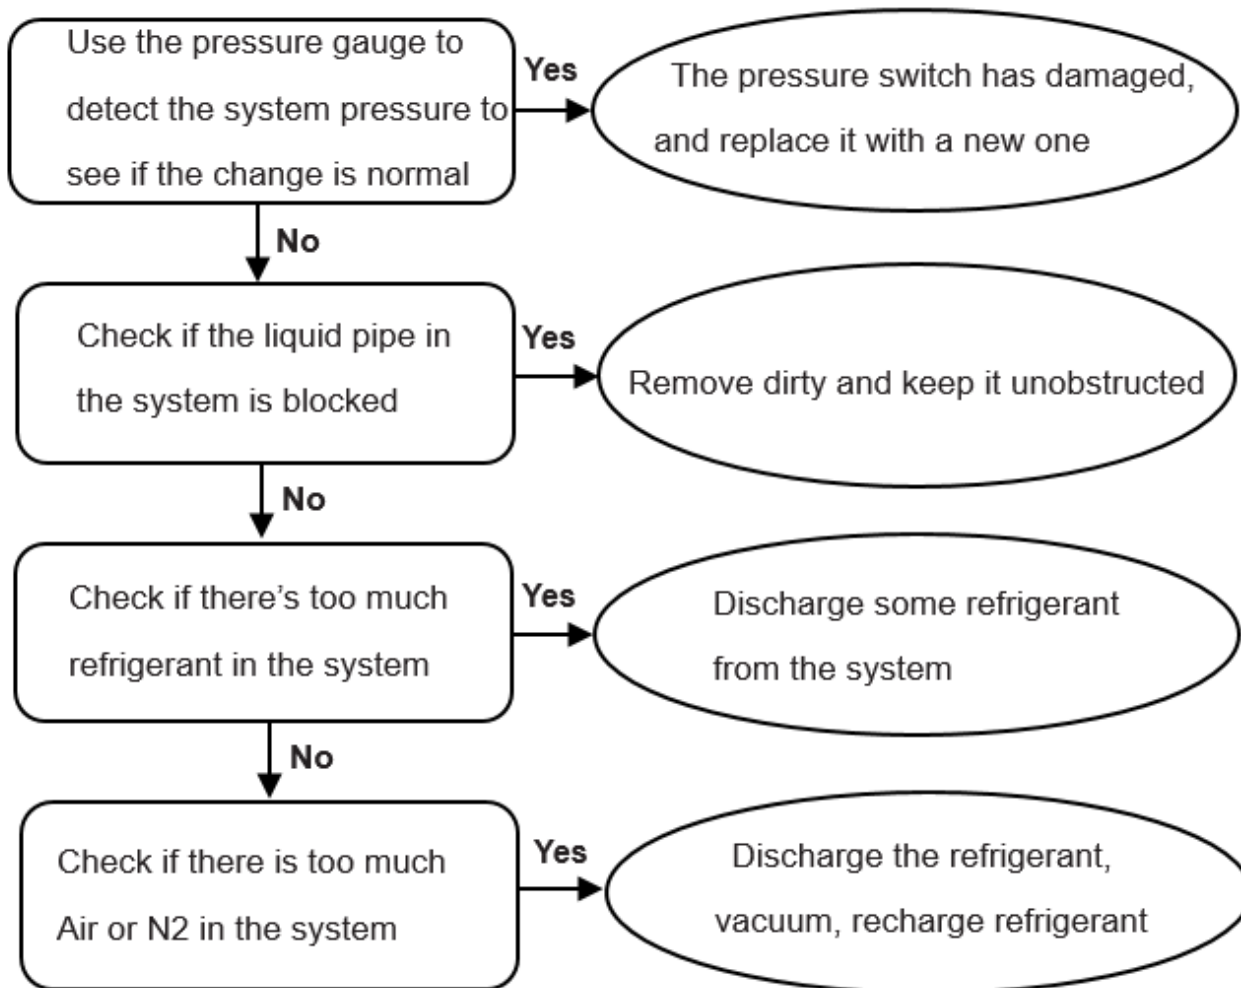 Use the pressure gauge to
detect the system pressure to
see if the change is normal
Yes
The pressure switch has damaged,
and replace it with a new one
No
Check if the liquid pipe in
the system is blocked
Yes
Remove dirty and keep it unobstructed
No
Check if there’s too much
refrigerant in the system
Yes
Discharge some refrigerant
from the system
No
Check if there is too much
Air or N2 in the system
Yes
Discharge the refrigerant,
vacuum, recharge refrigerant